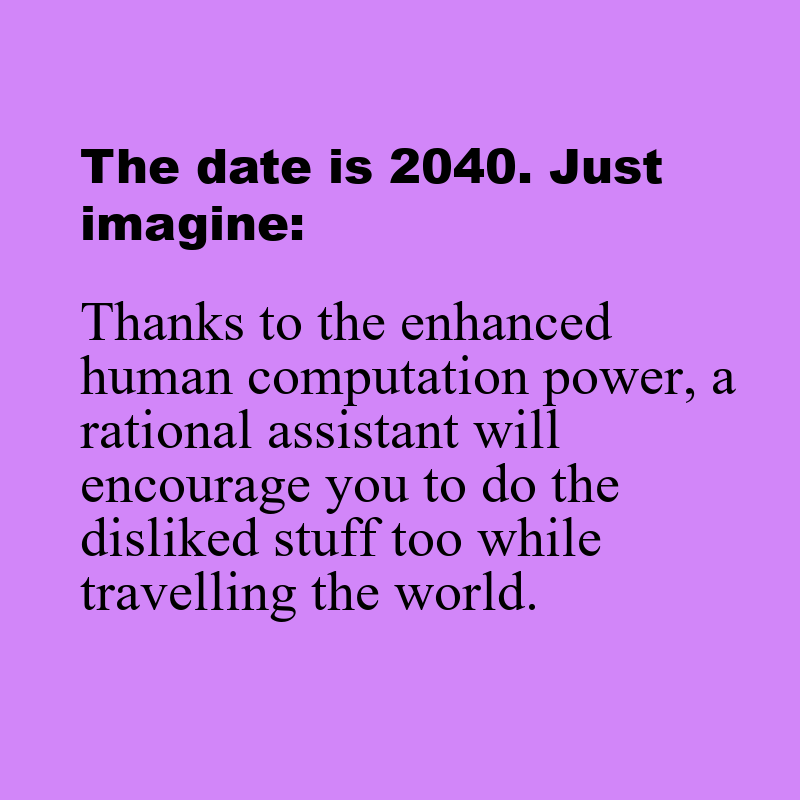 The date is 2040. Just
imagine:
Thanks to the enhanced
human computation power, a
rational assistant will
encourage you to do the
disliked stuff too while
travelling the world.